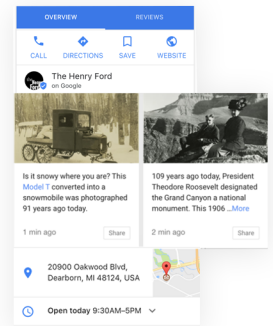 OVERVIEW
REVIEWS
CALL
DIRECTIONS
SAVE
WEBSITE
The Henry Ford
on Google
Is it snowy where you are? This
Model T converted into a
snowmobile was photographed
91 years ago today.
1 min ago
Share
109 years ago today, President
Theodore Roosevelt designated
the Grand Canyon a national
monument. This 1906 ...More
2 min ago
Share
20900 Oakwood Blvd,
Dearborn, MI 48124, USA
Open today 9:30AM–5PM